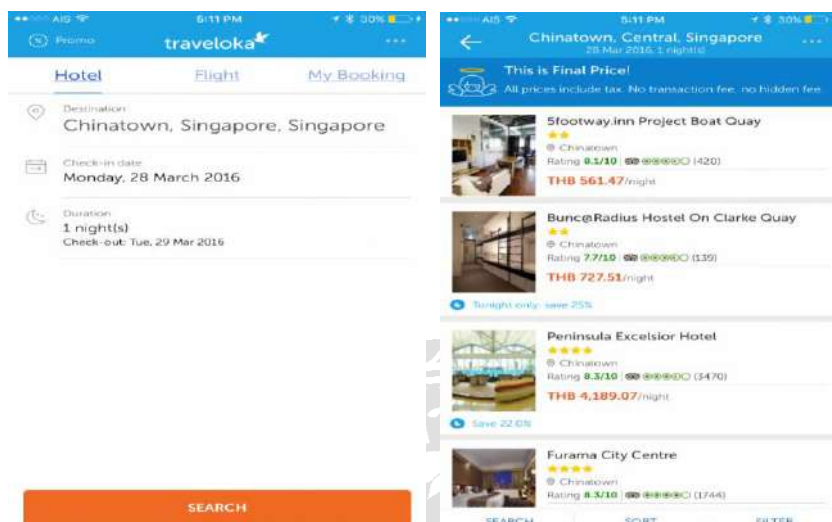 AIS 6:11 PM 30%
Promo traveloka
Hotel Flight My Booking
Destination
Chinatown, Singapore, Singapore
Check-in date
Monday, 28 March 2016
Duration
1 night(s)
Check-out: Tue, 29 Mar 2016
SEARCH
AIS 6:11 PM 30%
Chinatown, Central, Singapore
28 Mar 2016, 1 night(s)
This is Final Price!
All prices include tax. No transaction fee, no hidden fee
5footway.inn Project Boat Quay
Chinatown
Rating 8.1/10 (420)
THB 561.47/night
Bunc@Radius Hostel On Clarke Quay
Chinatown
Rating 7.7/10 (139)
THB 727.51/night
Tonight only: save 25%
Peninsula Excelsior Hotel
Chinatown
Rating 8.3/10 (3470)
THB 4,189.07/night
Save 22.0%
Furama City Centre
Chinatown
Rating 8.3/10 (1744)
SEARCH SORT FILTER